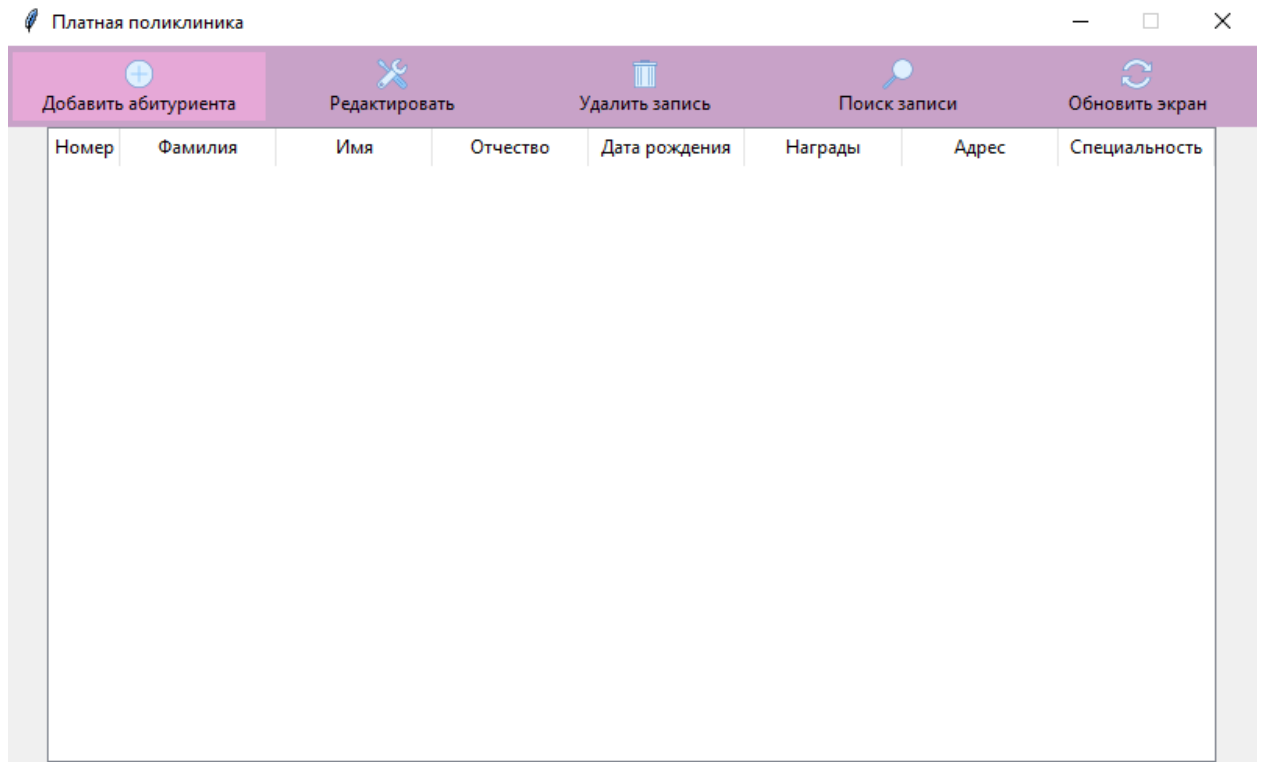 Платная поликлиника
Добавить абитуриента Редактировать Удалить запись Поиск записи Обновить экран
Номер Фамилия Имя Отчество Дата рождения Награды Адрес Специальность